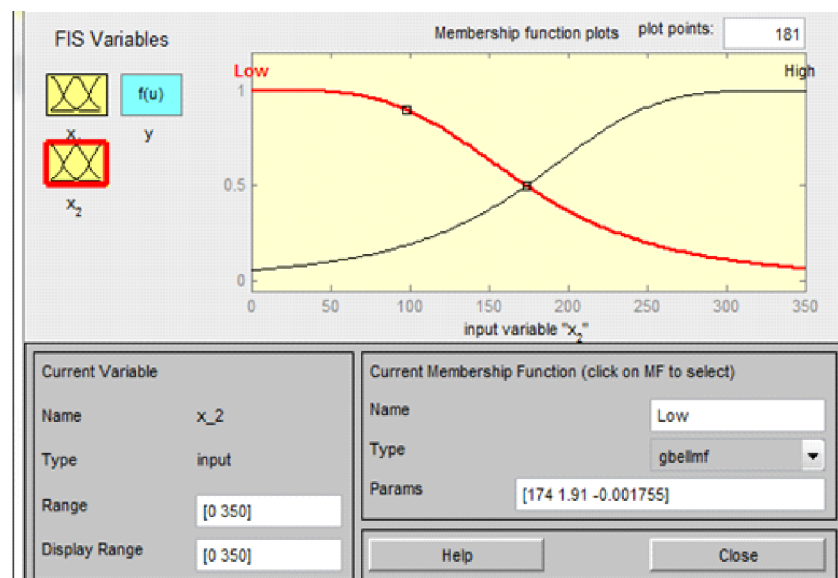 FIS Variables
Membership function plots plot points: 181
f(u)
x
y
x2
Low
High
1
0.5
0
0 50 100 150 200 250 300 350
input variable "x2"
Current Variable
Name x_2
Type input
Range [0 350]
Display Range [0 350]
Current Membership Function (click on MF to select)
Name Low
Type gbellmf
Params [174 1.91 -0.001755]
Help Close